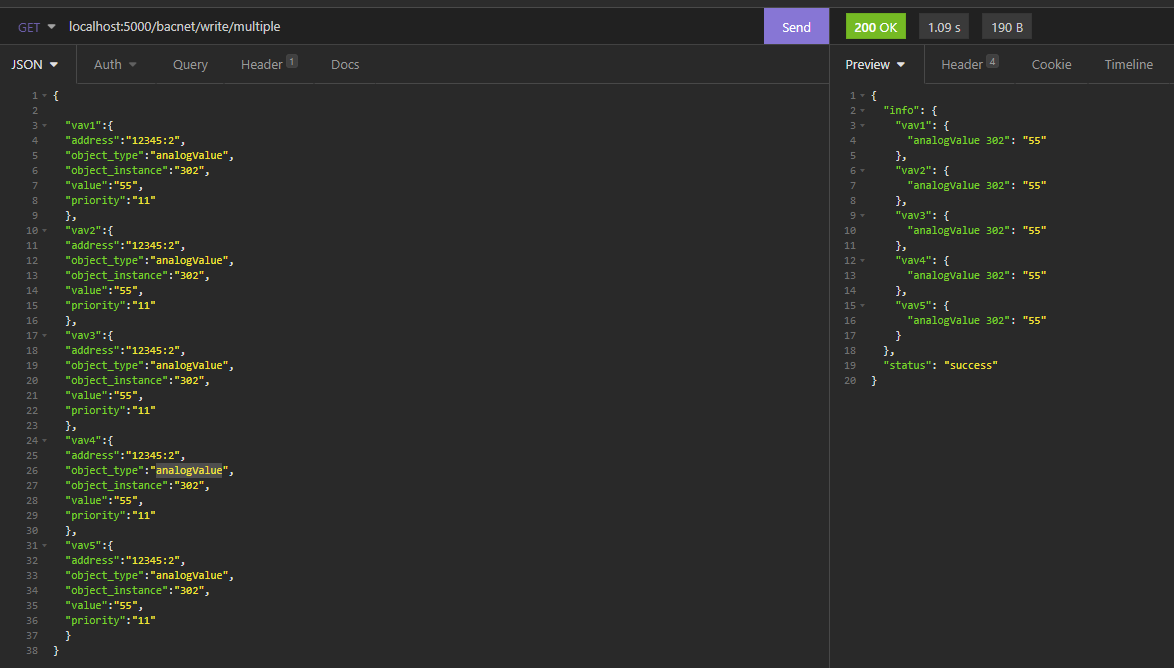 GET localhost:5000/bacnet/write/multiple Send 200 OK 1.09 s 190 B
JSON Auth Query Header 1 Docs
Preview Header 4 Cookie Timeline
1 {
2
3 "vav1":{
4 "address":"12345:2",
5 "object_type":"analogValue",
6 "object_instance":"302",
7 "value":"55",
8 "priority":"11"
9 },
10 "vav2":{
11 "address":"12345:2",
12 "object_type":"analogValue",
13 "object_instance":"302",
14 "value":"55",
15 "priority":"11"
16 },
17 "vav3":{
18 "address":"12345:2",
19 "object_type":"analogValue",
20 "object_instance":"302",
21 "value":"55",
22 "priority":"11"
23 },
24 "vav4":{
25 "address":"12345:2",
26 "object_type":"analogValue",
27 "object_instance":"302",
28 "value":"55",
29 "priority":"11"
30 },
31 "vav5":{
32 "address":"12345:2",
33 "object_type":"analogValue",
34 "object_instance":"302",
35 "value":"55",
36 "priority":"11"
37 }
38 }
1 {
2 "info": {
3 "vav1": {
4 "analogValue 302": "55"
5 },
6 "vav2": {
7 "analogValue 302": "55"
8 },
9 "vav3": {
10 "analogValue 302": "55"
11 },
12 "vav4": {
13 "analogValue 302": "55"
14 },
15 "vav5": {
16 "analogValue 302": "55"
17 }
18 },
19 "status": "success"
20 }